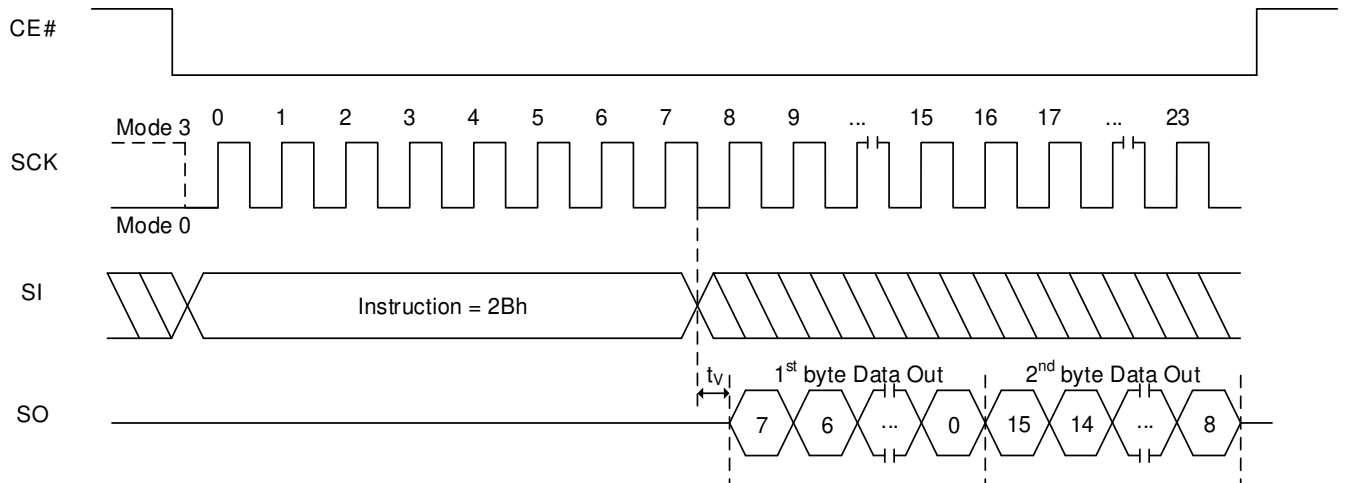 CE#
Mode 3 0 1 2 3 4 5 6 7 8 9 ... 15 16 17 ... 23
SCK
Mode 0
SI Instruction = 2Bh
tV 1st byte Data Out 2nd byte Data Out
SO 7 6 ... 0 15 14 ... 8